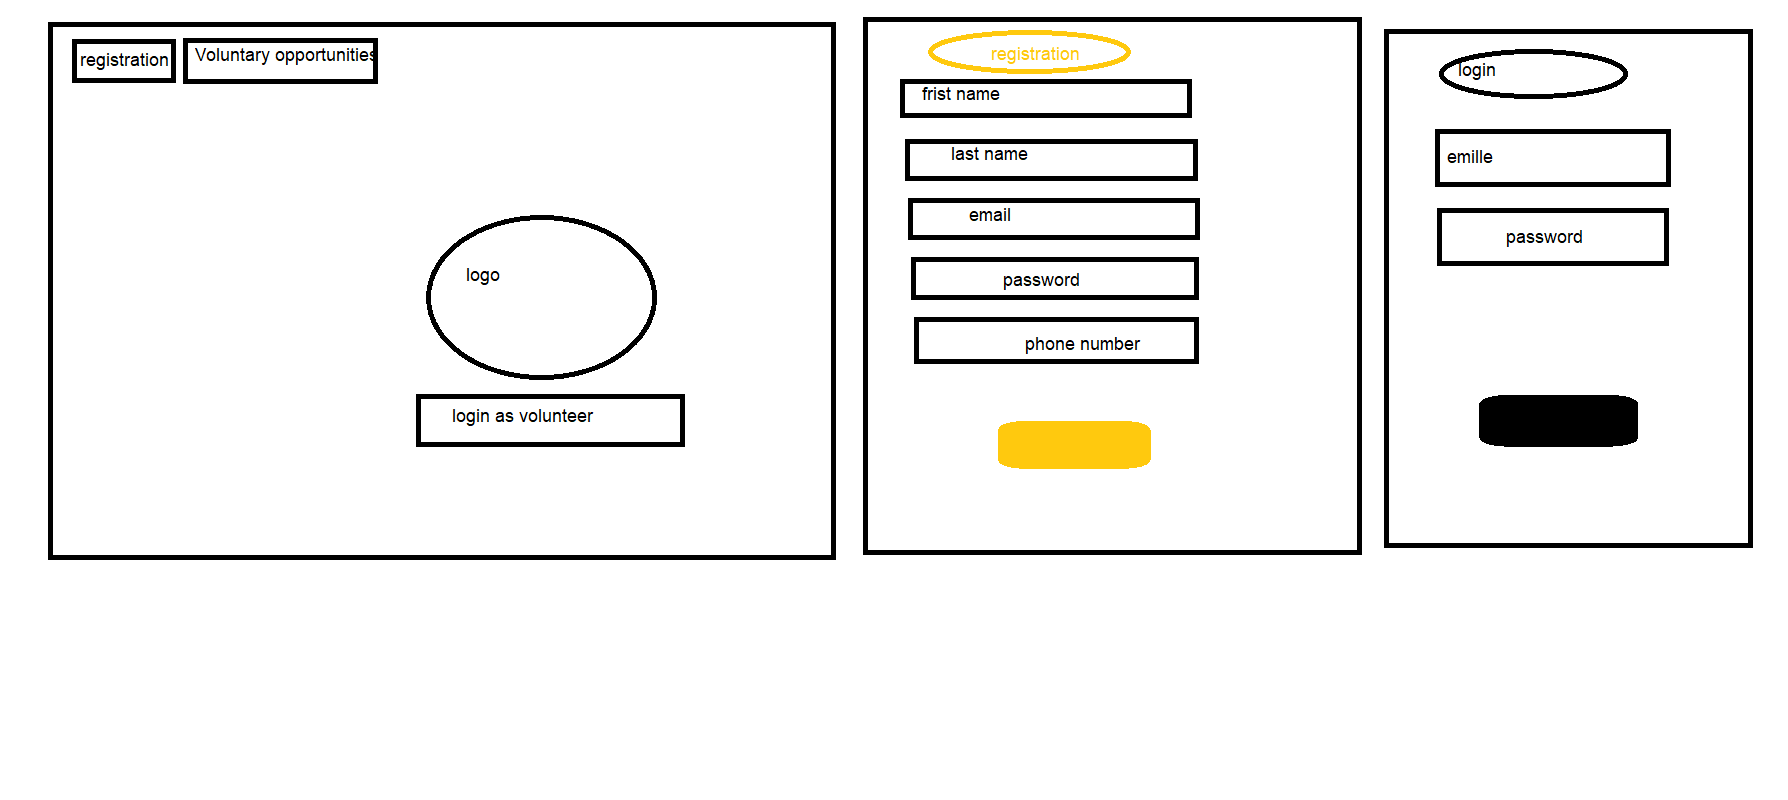 registration
Voluntary opportunities
logo
login as volunteer
registration
frist name
last name
email
password
phone number
login
emille
password